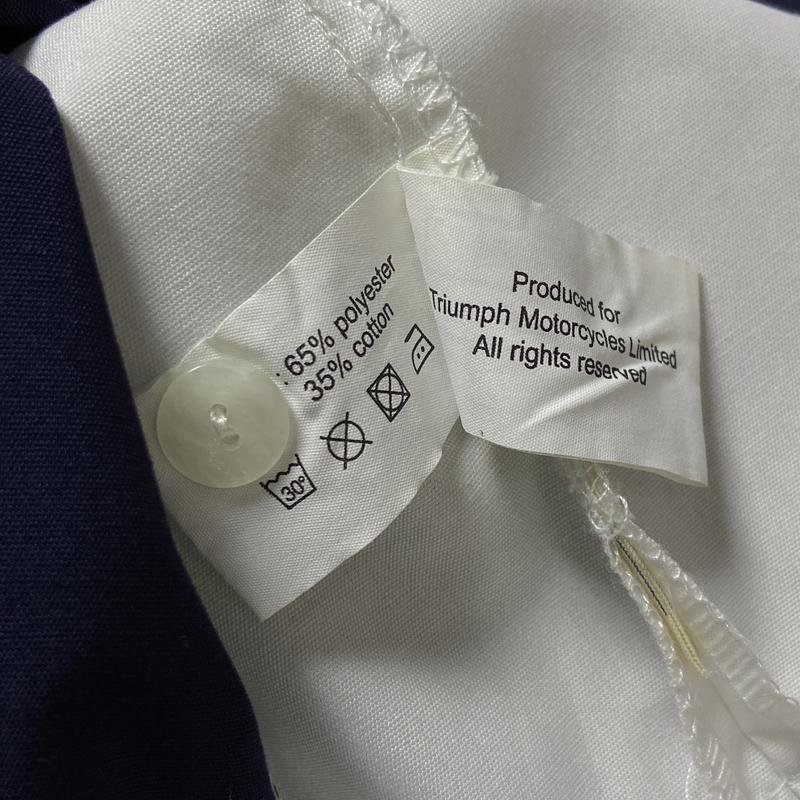 : 65% polyester
35% cotton
30°
Produced for
Triumph Motorcycles Limited
All rights reserved